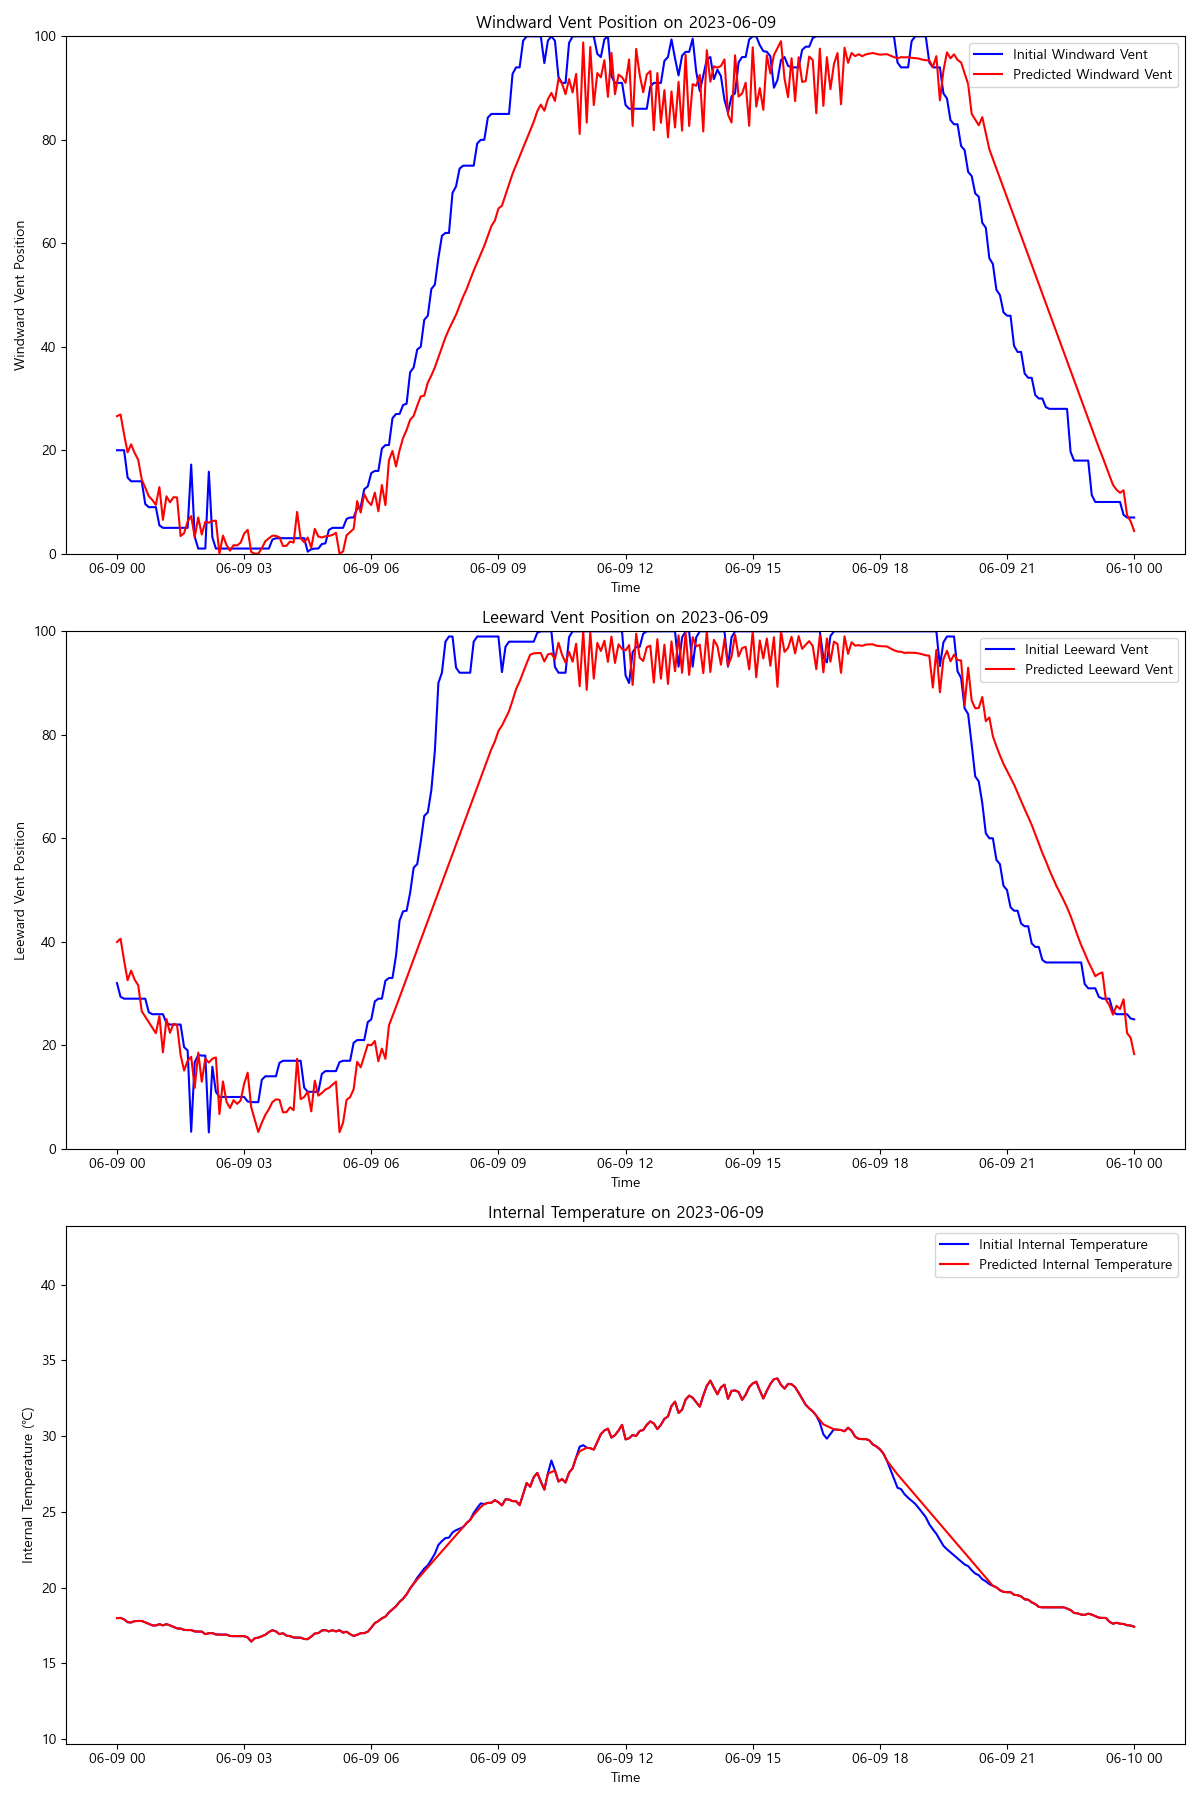 Windward Vent Position on 2023-06-09
Initial Windward Vent
Predicted Windward Vent
Windward Vent Position
100
80
60
40
20
0
06-09 00 06-09 03 06-09 06 06-09 09 06-09 12 06-09 15 06-09 18 06-09 21 06-10 00
Time
Leeward Vent Position on 2023-06-09
Initial Leeward Vent
Predicted Leeward Vent
Leeward Vent Position
100
80
60
40
20
0
06-09 00 06-09 03 06-09 06 06-09 09 06-09 12 06-09 15 06-09 18 06-09 21 06-10 00
Time
Internal Temperature on 2023-06-09
Initial Internal Temperature
Predicted Internal Temperature
Internal Temperature (℃)
40
35
30
25
20
15
10
06-09 00 06-09 03 06-09 06 06-09 09 06-09 12 06-09 15 06-09 18 06-09 21 06-10 00
Time